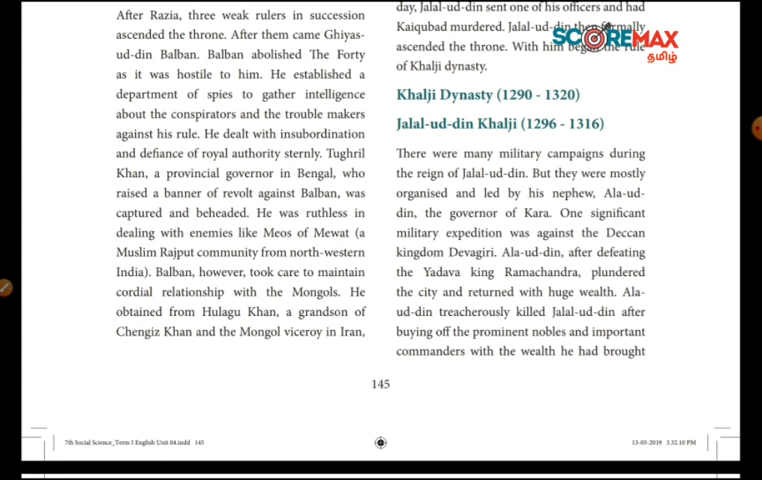 After Razia, three weak rulers in succession
ascended the throne. After them came Ghiyas-
ud-din Balban. Balban abolished The Forty
as it was hostile to him. He established a
department of spies to gather intelligence
about the conspirators and the trouble makers
against his rule. He dealt with insubordination
and defiance of royal authority sternly. Tughril
Khan, a provincial governor in Bengal, who
raised a banner of revolt against Balban, was
captured and beheaded. He was ruthless in
dealing with enemies like Meos of Mewat (a
Muslim Rajput community from north-western
India). Balban, however, took care to maintain
cordial relationship with the Mongols. He
obtained from Hulagu Khan, a grandson of
Chengiz Khan and the Mongol viceroy in Iran,
day, Jalal-ud-din sent one of his officers and had
Kaiqubad murdered. Jalal-ud-din then formally
ascended the throne. With him began the rule
of Khalji dynasty.
SCOREMAX
தமிழ்
Khalji Dynasty (1290 - 1320)
Jalal-ud-din Khalji (1296 - 1316)
There were many military campaigns during
the reign of Jalal-ud-din. But they were mostly
organised and led by his nephew, Ala-ud-
din, the governor of Kara. One significant
military expedition was against the Deccan
kingdom Devagiri. Ala-ud-din, after defeating
the Yadava king Ramachandra, plundered
the city and returned with huge wealth. Ala-
ud-din treacherously killed Jalal-ud-din after
buying off the prominent nobles and important
commanders with the wealth he had brought
145
7th Social Science_Term I English Unit 04.indd 145
13-03-2019 3.32.10 PM